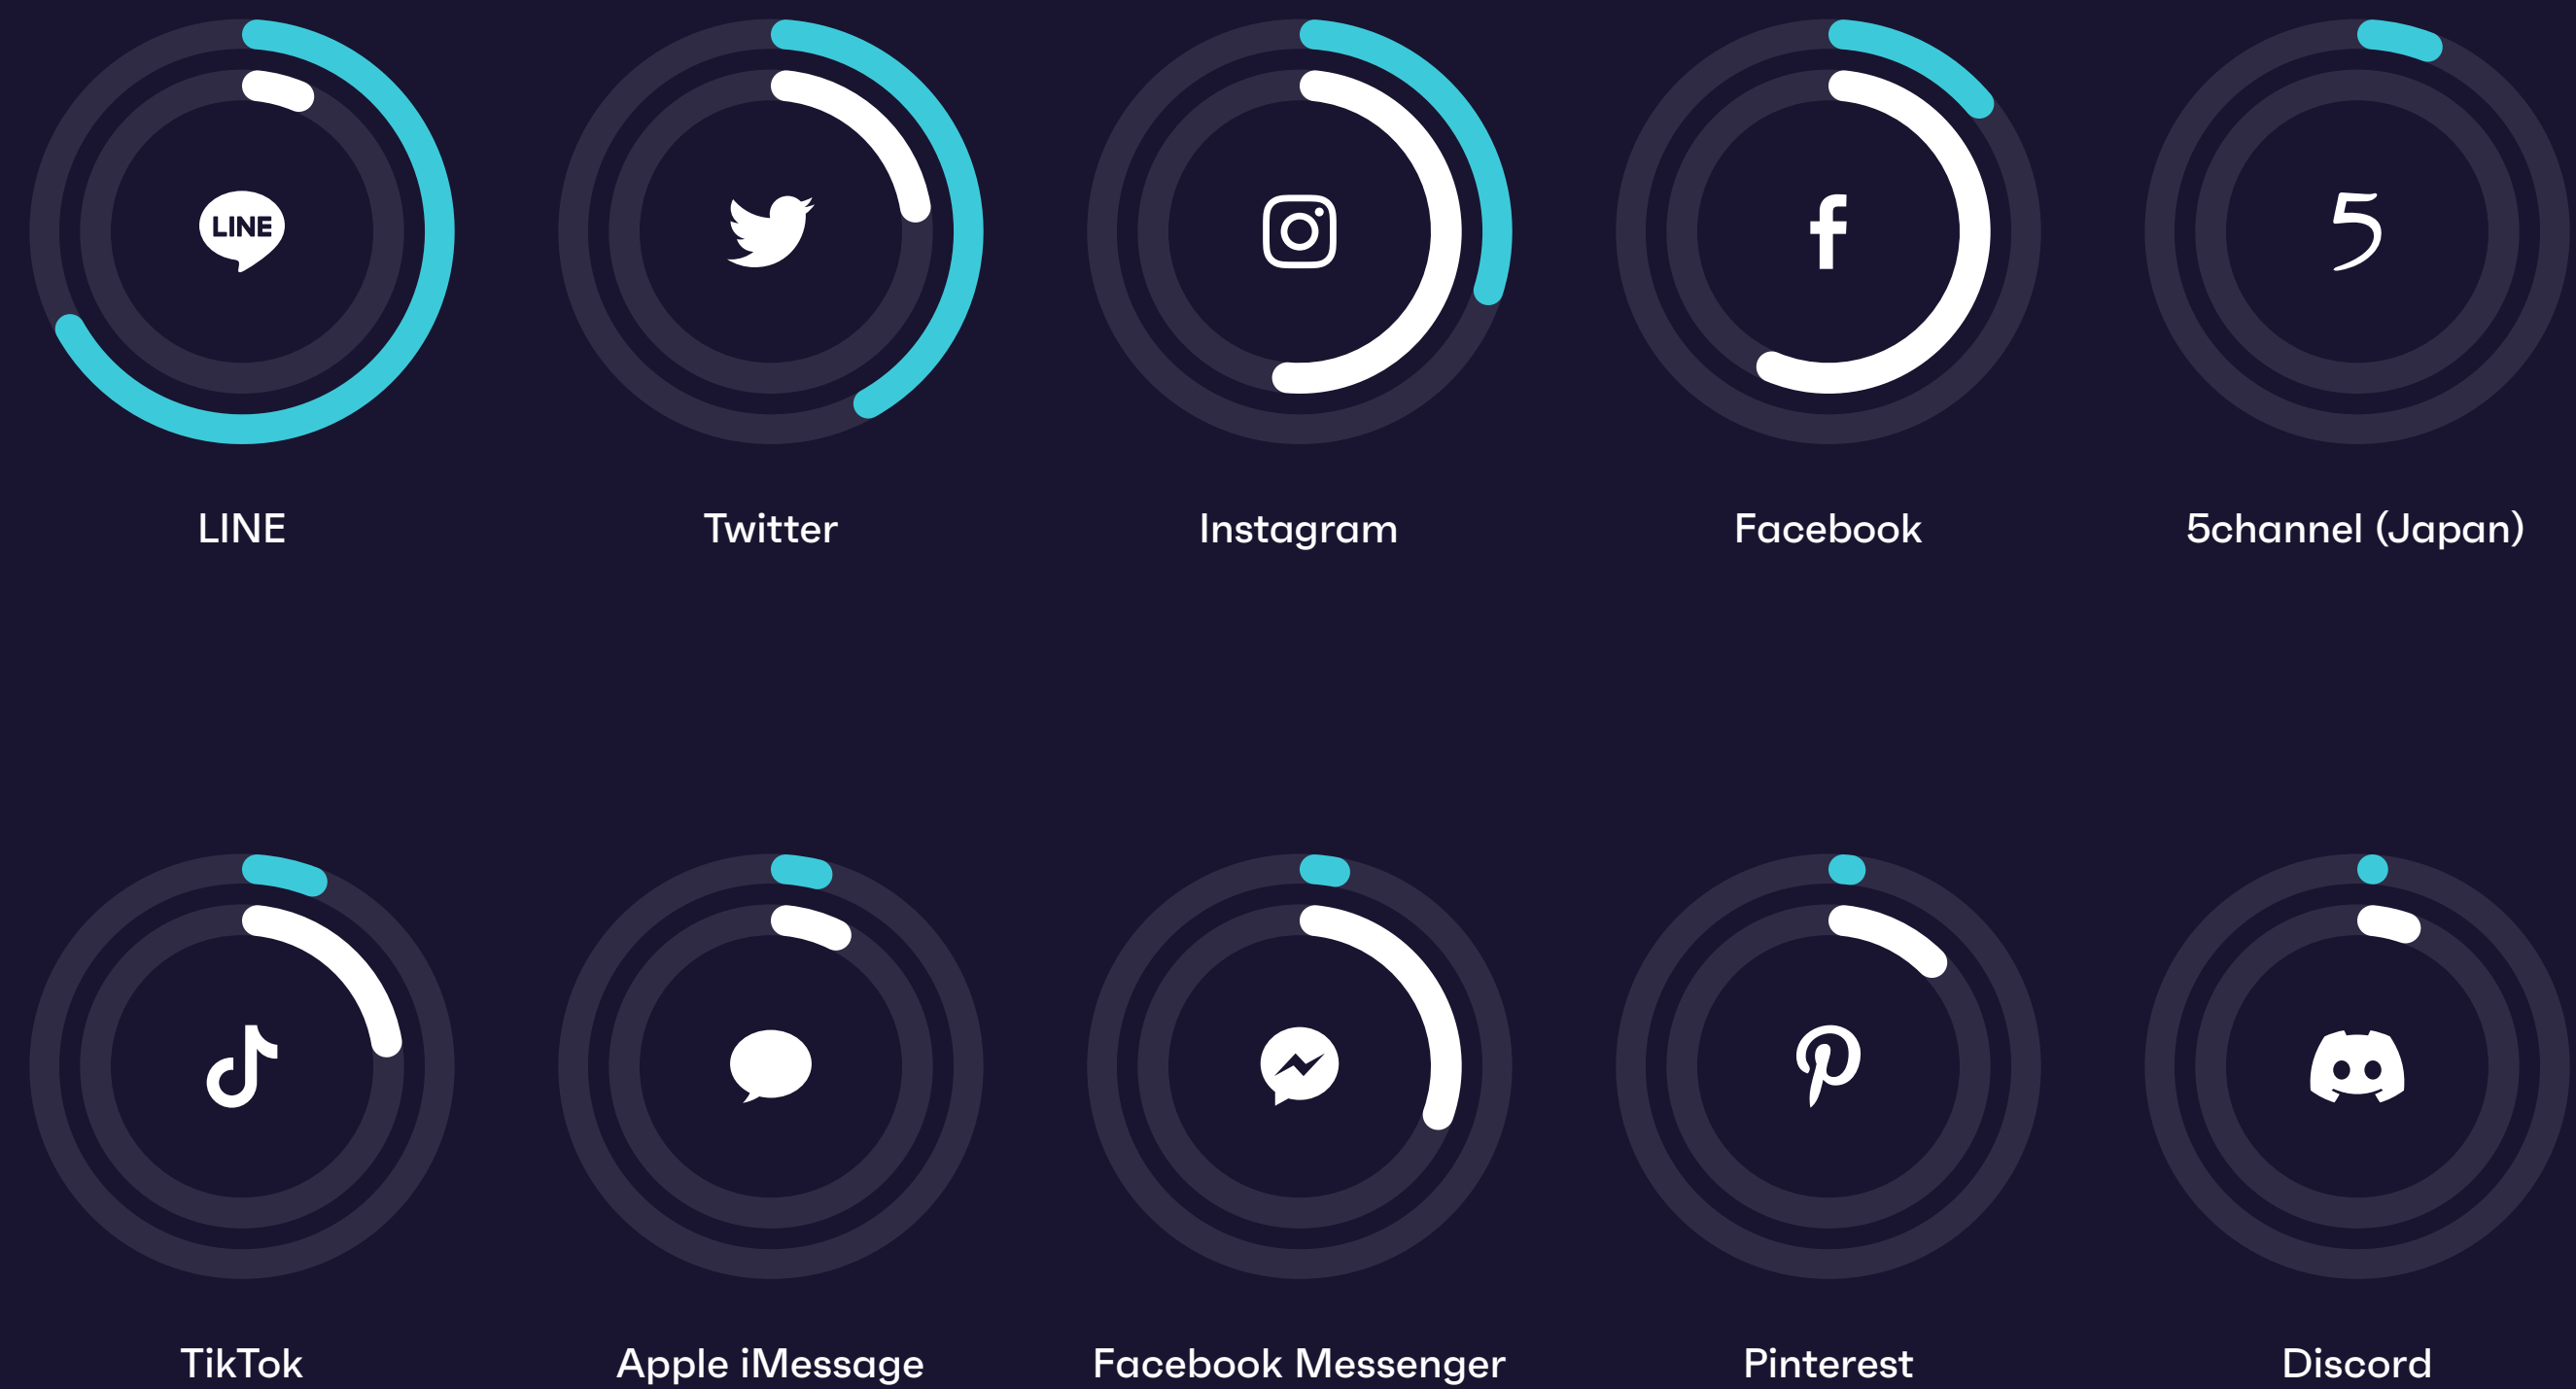 LINE
5
LINE
Twitter
Instagram
Facebook
5channel (Japan)
TikTok
Apple iMessage
Facebook Messenger
Pinterest
Discord